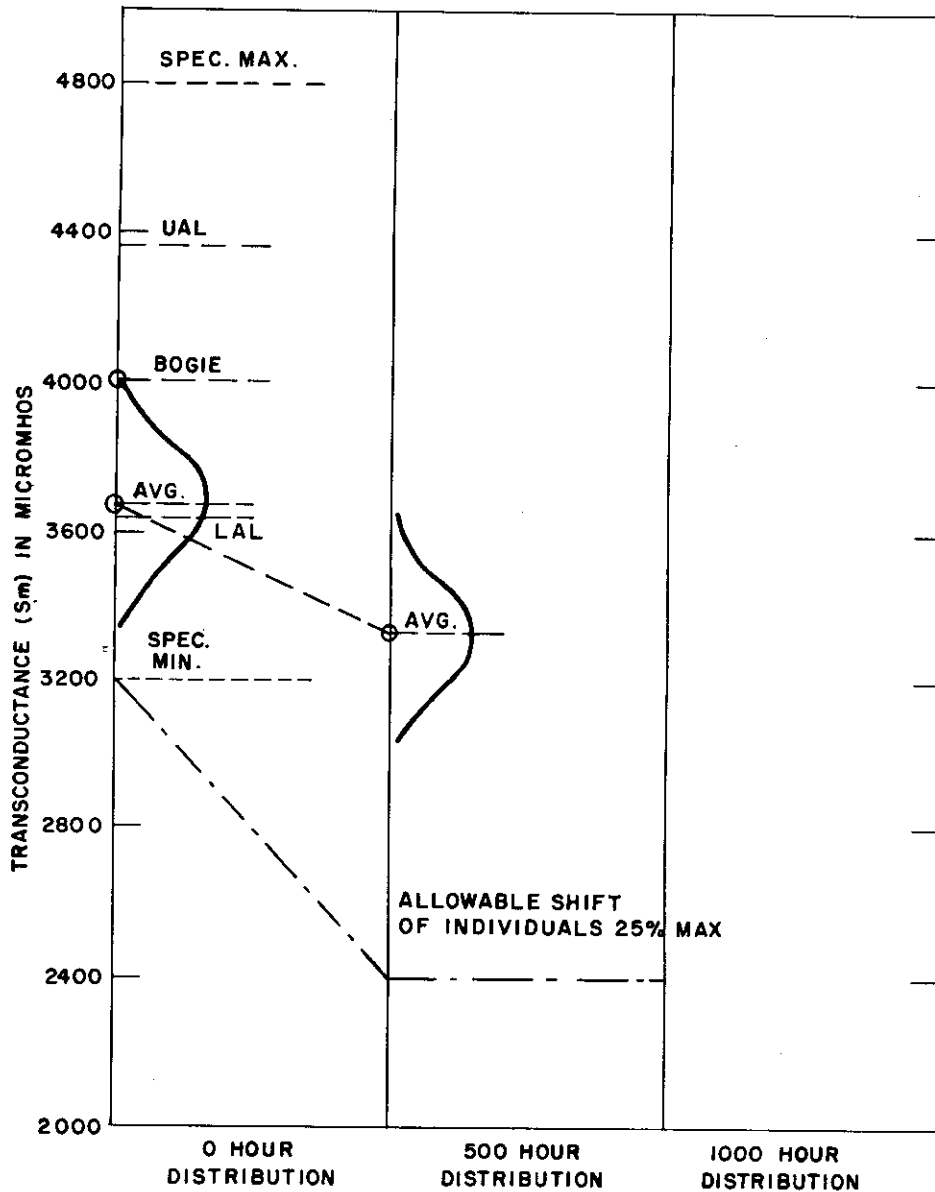 TRANSCONDUCTANCE (Sm) IN MICROMHOS
4800
4400
4000
3600
3200
2800
2400
2000
SPEC. MAX.
UAL
BOGIE
AVG.
LAL
SPEC.
MIN.
AVG.
ALLOWABLE SHIFT
OF INDIVIDUALS 25% MAX
0 HOUR
DISTRIBUTION
500 HOUR
DISTRIBUTION
1000 HOUR
DISTRIBUTION